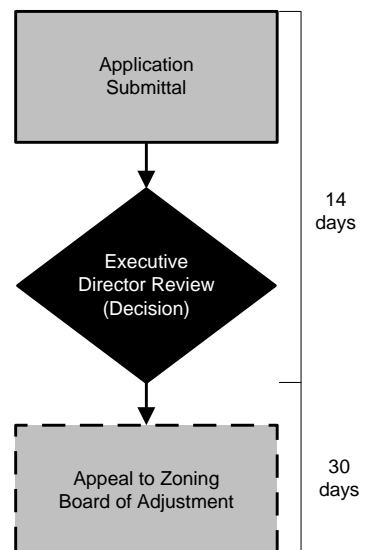 Application
Submittal
14
days
Executive
Director Review
(Decision)
Appeal to Zoning
Board of Adjustment
30
days